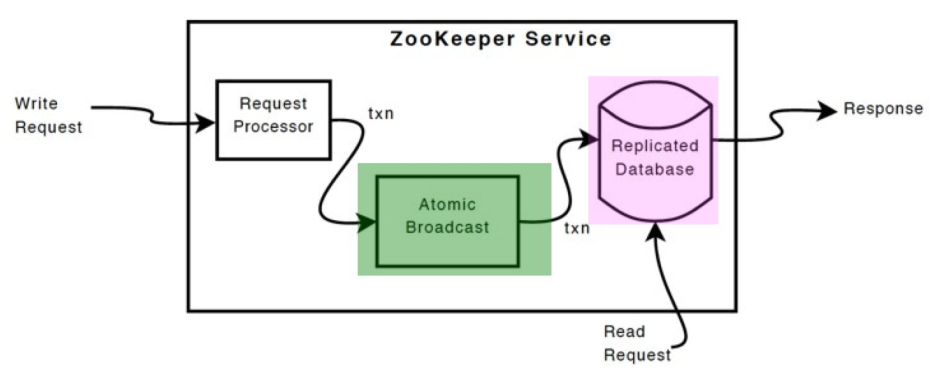 ZooKeeper Service
Write
Request
Request
Processor
txn
Atomic
Broadcast
txn
Replicated
Database
Response
Read
Request